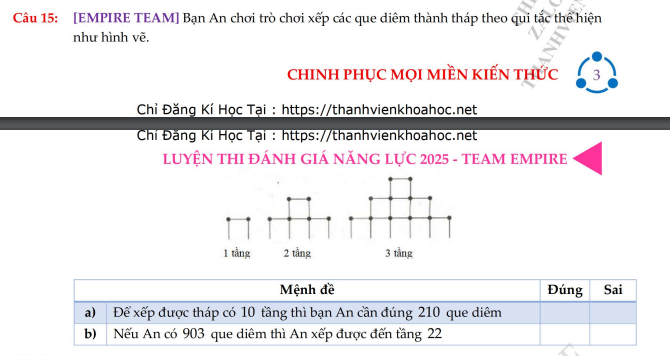 Câu 15: [EMPIRE TEAM] Bạn An chơi trò chơi xếp các que diêm thành tháp theo qui tắc thể hiện
như hình vẽ.
CHINH PHỤC MỌI MIỀN KIẾN THỨC 3
Chỉ Đăng Kí Học Tại : https://thanhvienkhoahoc.net
Chỉ Đăng Kí Học Tại : https://thanhvienkhoahoc.net
LUYỆN THI ĐÁNH GIÁ NĂNG LỰC 2025 - TEAM EMPIRE
1 tầng 2 tầng 3 tầng
Mệnh đề Đúng Sai
a) Để xếp được tháp có 10 tầng thì bạn An cần đúng 210 que diêm
b) Nếu An có 903 que diêm thì An xếp được đến tầng 22